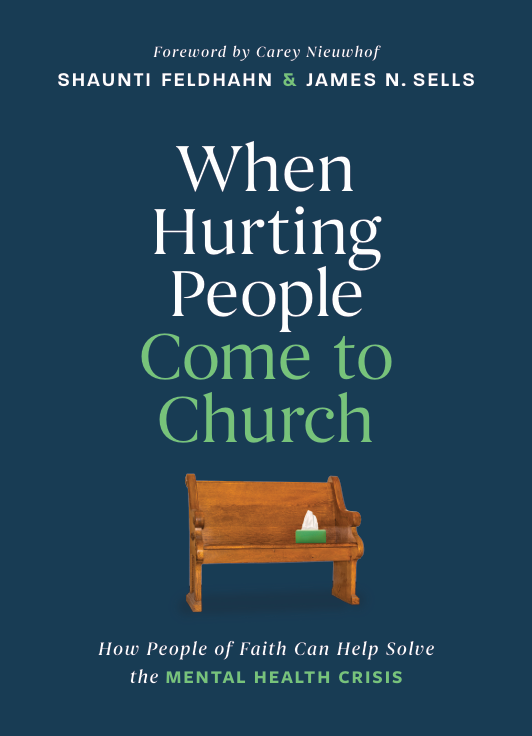 Foreword by Carey Nieuwhof
SHAUNTI FELDHAHN & JAMES N. SELLS
When
Hurting
People
Come to
Church
How People of Faith Can Help Solve
the MENTAL HEALTH CRISIS